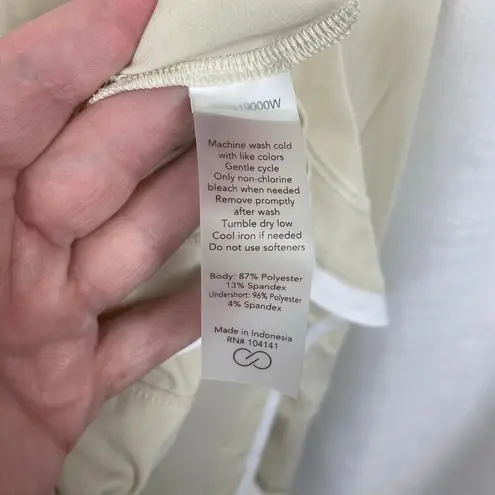 19000W
Machine wash cold
with like colors
Gentle cycle
Only non-chlorine
bleach when needed
Remove promptly
after wash
Tumble dry low
Cool iron if needed
Do not use softeners
Body: 87% Polyester
13% Spandex
Undershort: 96% Polyester
4% Spandex
Made in Indonesia
RN# 104141